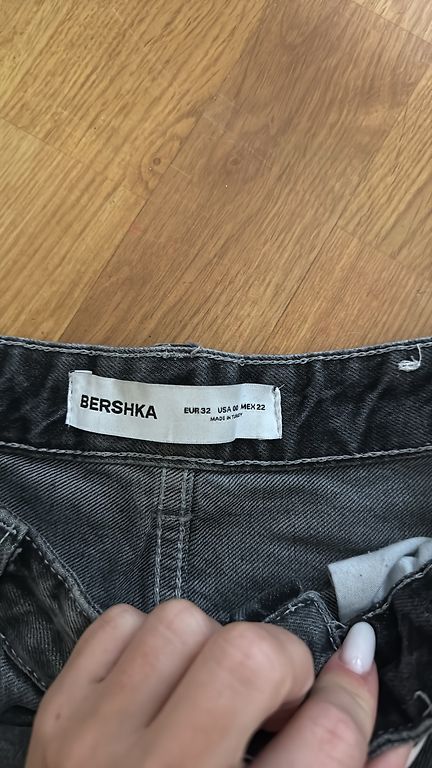 BERSHKA
EUR 32 USA 00 MEX 22
MADE IN TURKEY